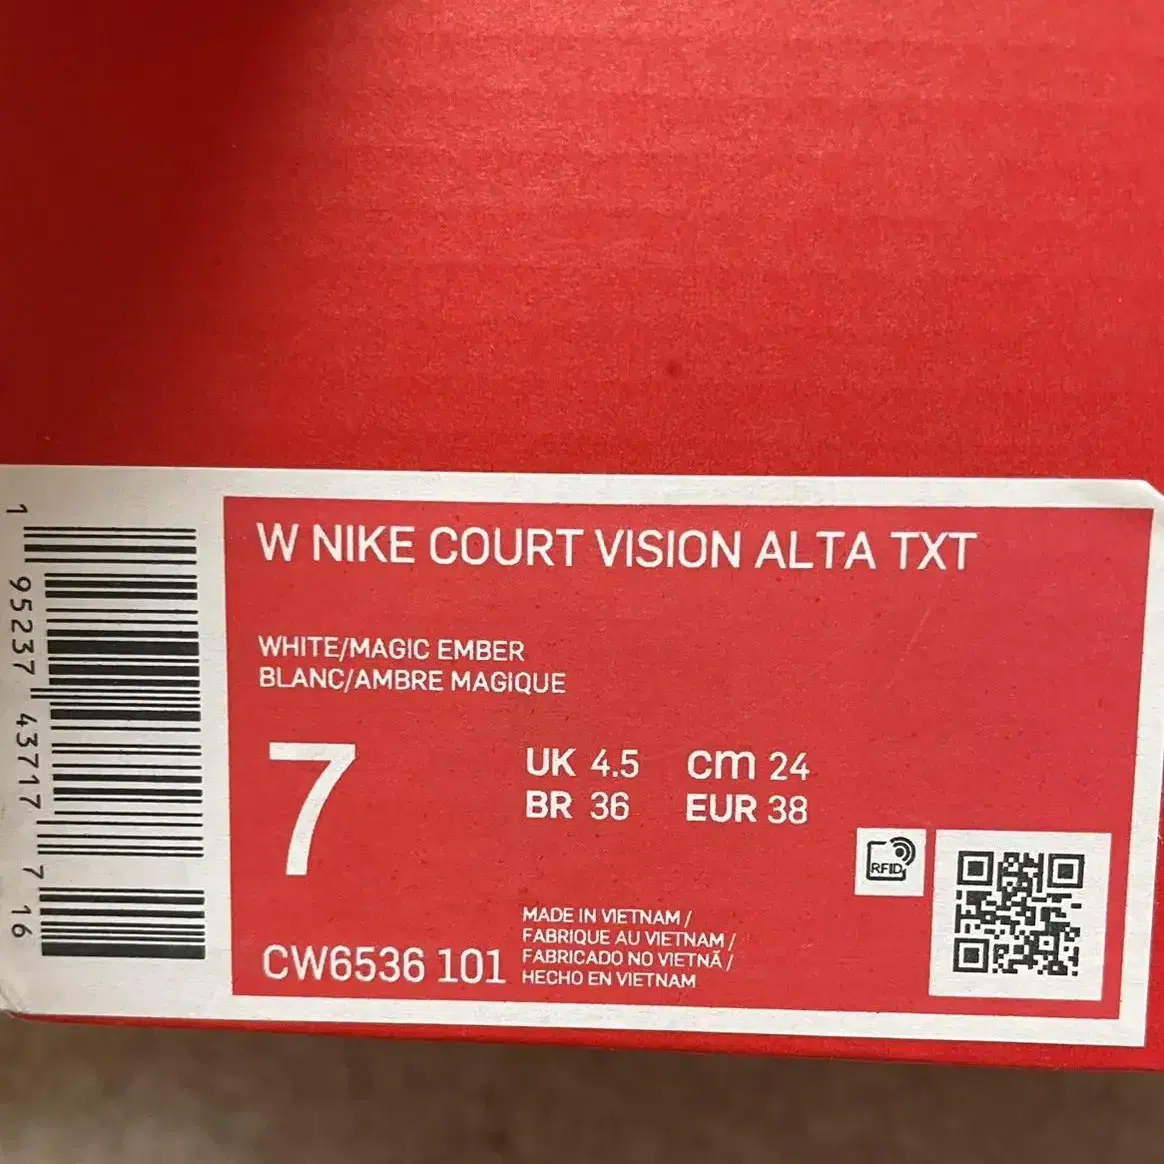 W NIKE COURT VISION ALTA TXT
WHITE/MAGIC EMBER
BLANC/AMBRE MAGIQUE
7
UK 4.5 cm 24
BR 36 EUR 38
RFID
CW6536 101
MADE IN VIETNAM /
FABRIQUE AU VIETNAM /
FABRICADO NO VIETNÃ /
HECHO EN VIETNAM
1 95237 43717 7 16